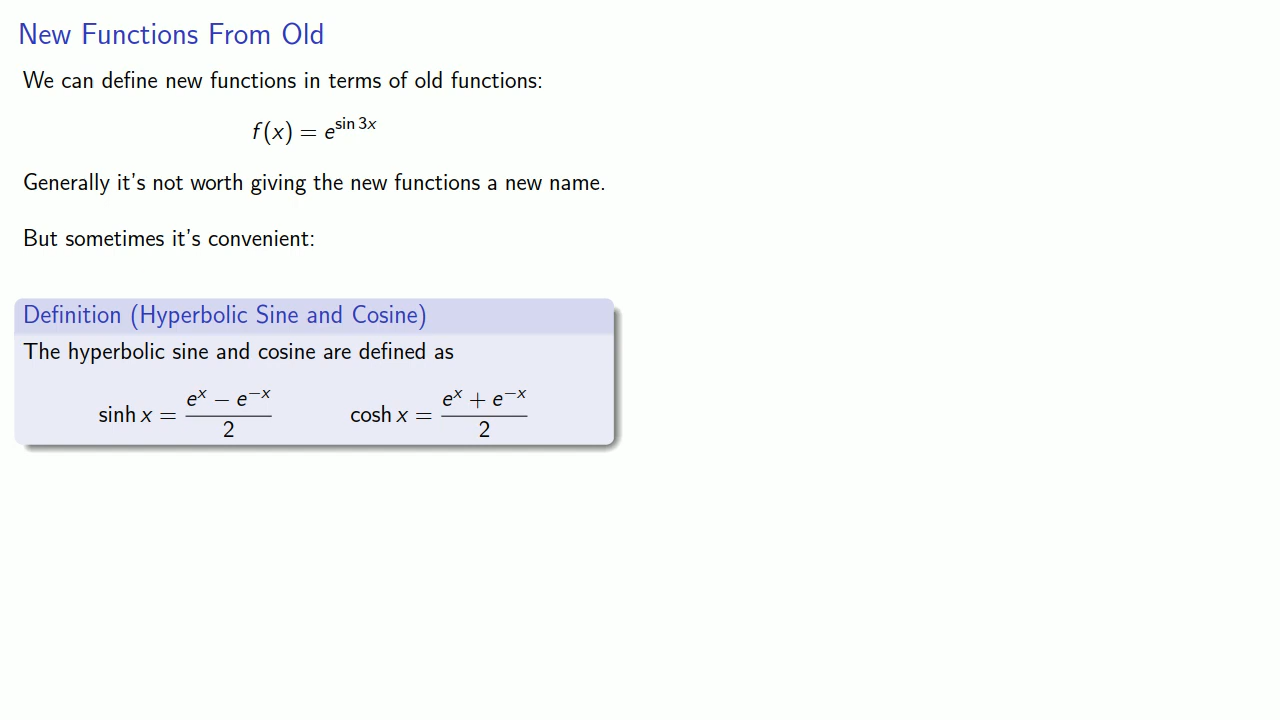 New Functions From Old
We can define new functions in terms of old functions:
f(x) = e^{sin 3x}
Generally it's not worth giving the new functions a new name.
But sometimes it's convenient:
Definition (Hyperbolic Sine and Cosine)
The hyperbolic sine and cosine are defined as
sinh x = \frac{e^x − e^{−x}}{2} cosh x = \frac{e^x + e^{−x}}{2}